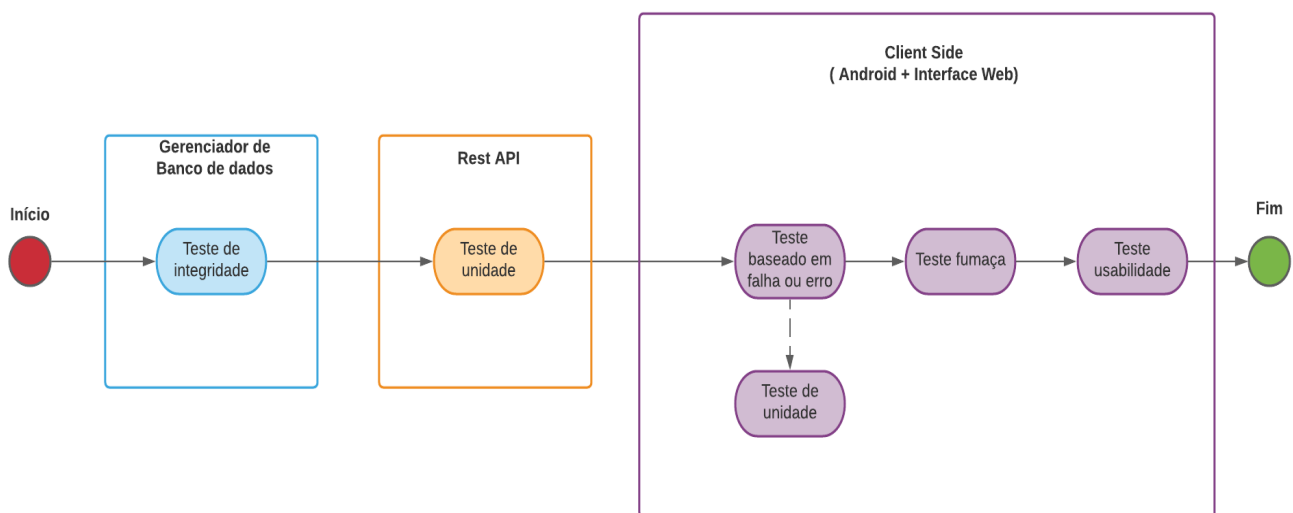 Início
Gerenciador de
Banco de dados
Teste de
integridade
Rest API
Teste de
unidade
Client Side
( Android + Interface Web)
Teste
baseado em
falha ou erro
Teste de
unidade
Teste fumaça
Teste
usabilidade
Fim